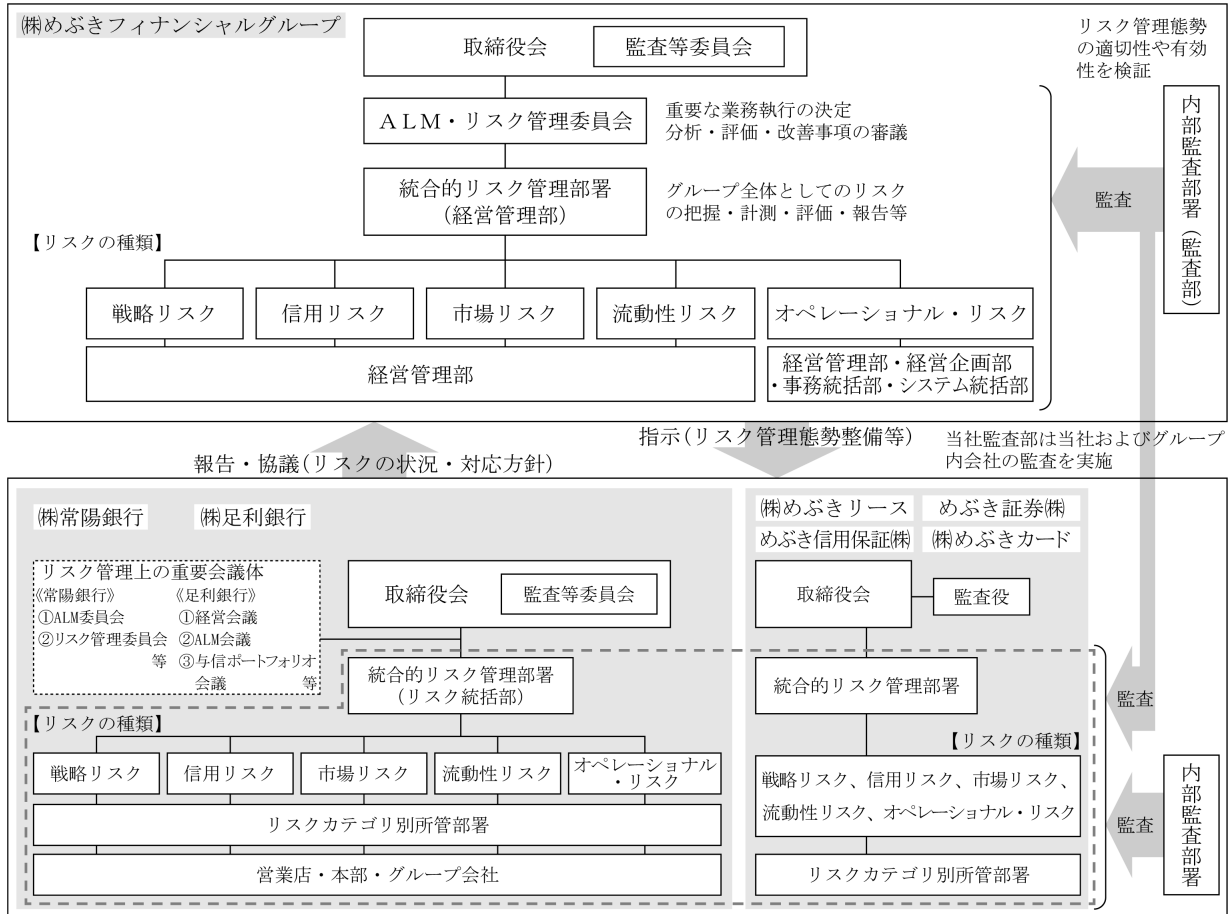 ㈱めぶきフィナンシャルグループ
取締役会
監査等委員会
リスク管理態勢
の適切性や有効
性を検証
ALM・リスク管理委員会
重要な業務執行の決定
分析・評価・改善事項の審議
内部監査部署（監査部）
統合的リスク管理部署
(経営管理部)
グループ全体としてのリスク
の把握・計測・評価・報告等
監査
【リスクの種類】
戦略リスク
信用リスク
市場リスク
流動性リスク
オペレーショナル・リスク
経営管理部
経営管理部・経営企画部
・事務統括部・システム統括部
報告・協議(リスクの状況・対応方針)
指示(リスク管理態勢整備等)
当社監査部は当社およびグループ
内会社の監査を実施
㈱常陽銀行
㈱足利銀行
リスク管理上の重要会議体
《常陽銀行》
①ALM委員会
②リスク管理委員会
等
《足利銀行》
①経営会議
②ALM会議
③与信ポートフォリオ
会議 等
取締役会
監査等委員会
統合的リスク管理部署
(リスク統括部)
【リスクの種類】
戦略リスク
信用リスク
市場リスク
流動性リスク
オペレーショナル
・リスク
リスクカテゴリ別所管部署
営業店・本部・グループ会社
㈱めぶきリース
めぶき証券㈱
めぶき信用保証㈱
㈱めぶきカード
取締役会
監査役
統合的リスク管理部署
【リスクの種類】
戦略リスク、信用リスク、市場リスク、
流動性リスク、オペレーショナル・リスク
リスクカテゴリ別所管部署
監査
監査
内部監査部署